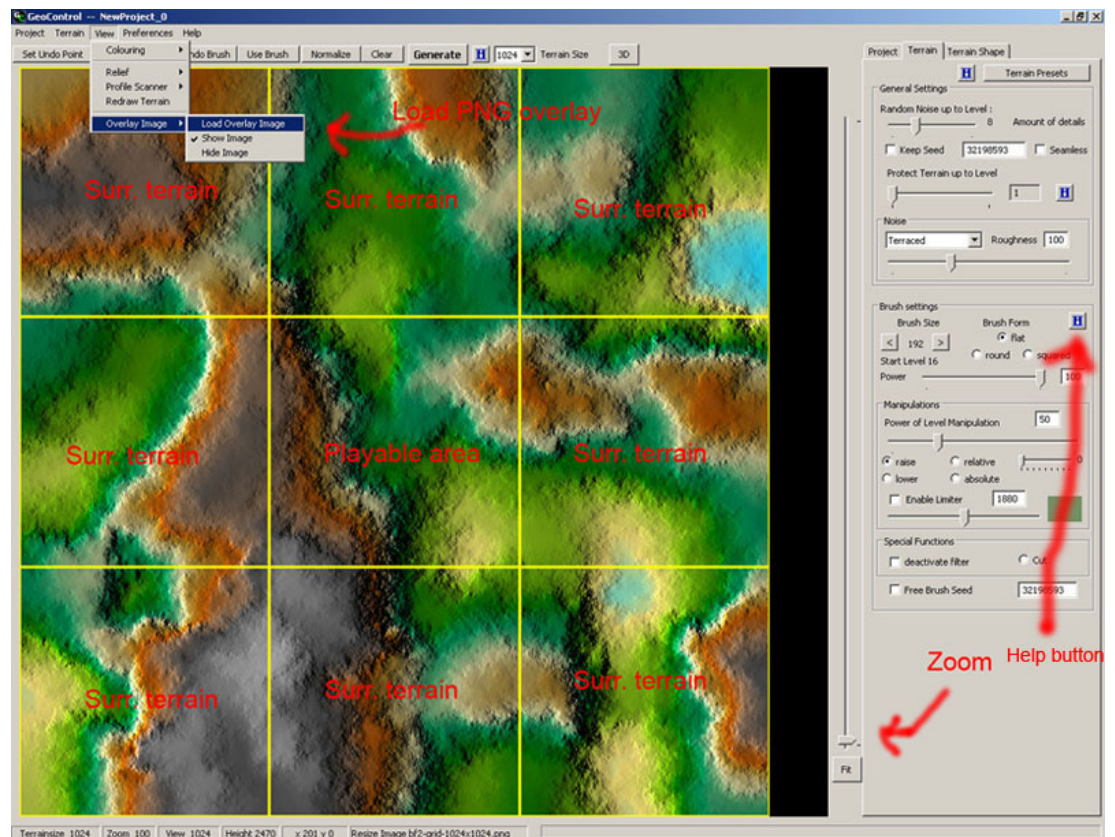 GeoControl -- NewProject_0
Project Terrain View Preferences Help
Set Undo Point
ndo Brush Use Brush Normalize Clear Generate H 1024 Terrain Size 3D
Colouring
Relief
Profile Scanner
Redraw Terrain
Overlay Image
Load Overlay Image
Show Image
Hide Image
Load PNG overlay
Surr. terrain
Surr. terrain
Surr. terrain
Surr. terrain
Playable area
Surr. terrain
Surr. terrain
Surr. terrain
Surr. terrain
Project Terrain Terrain Shape
H Terrain Presets
General Settings
Random Noise up to Level :
8 Amount of details
Keep Seed 32198593 Seamless
Protect Terrain up to Level
1 H
Noise
Terraced Roughness 100
Brush settings
Brush Size Brush Form H
< 192 > flat
Start Level 16 round squared
Power 100
Manipulations
Power of Level Manipulation 50
raise relative 0
lower absolute
Enable Limiter 1880
Special Functions
deactivate filter Cut
Free Brush Seed 32198593
Zoom Help button
Fit
Terrainsize 1024 Zoom 100 View 1024 Height 2470 x 201 y 0 Resize Image bf2-grid-1024x1024.png